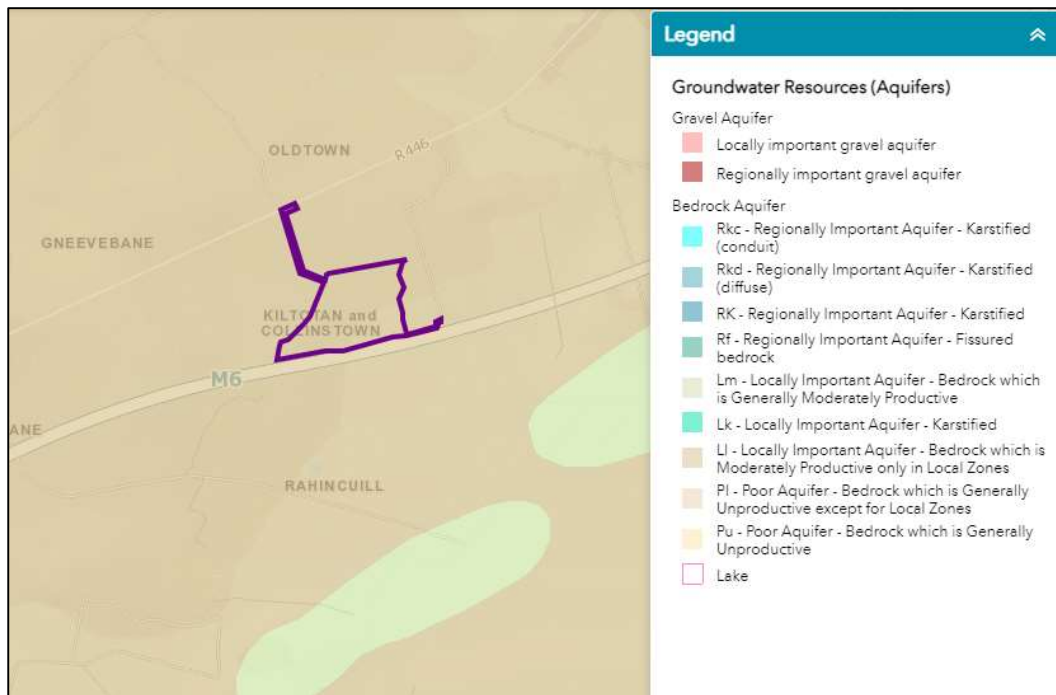 OLDTOWN
R446
GNEEVEBANE
KILTOTAN and
COLLINSTOWN
M6
ANE
RAHINCUILL
Legend
Groundwater Resources (Aquifers)
Gravel Aquifer
Locally important gravel aquifer
Regionally important gravel aquifer
Bedrock Aquifer
Rkc - Regionally Important Aquifer - Karstified
(conduit)
Rkd - Regionally Important Aquifer - Karstified
(diffuse)
RK - Regionally Important Aquifer - Karstified
Rf - Regionally Important Aquifer - Fissured
bedrock
Lm - Locally Important Aquifer - Bedrock which
is Generally Moderately Productive
Lk - Locally Important Aquifer - Karstified
Ll - Locally Important Aquifer - Bedrock which is
Moderately Productive only in Local Zones
Pl - Poor Aquifer - Bedrock which is Generally
Unproductive except for Local Zones
Pu - Poor Aquifer - Bedrock which is Generally
Unproductive
Lake